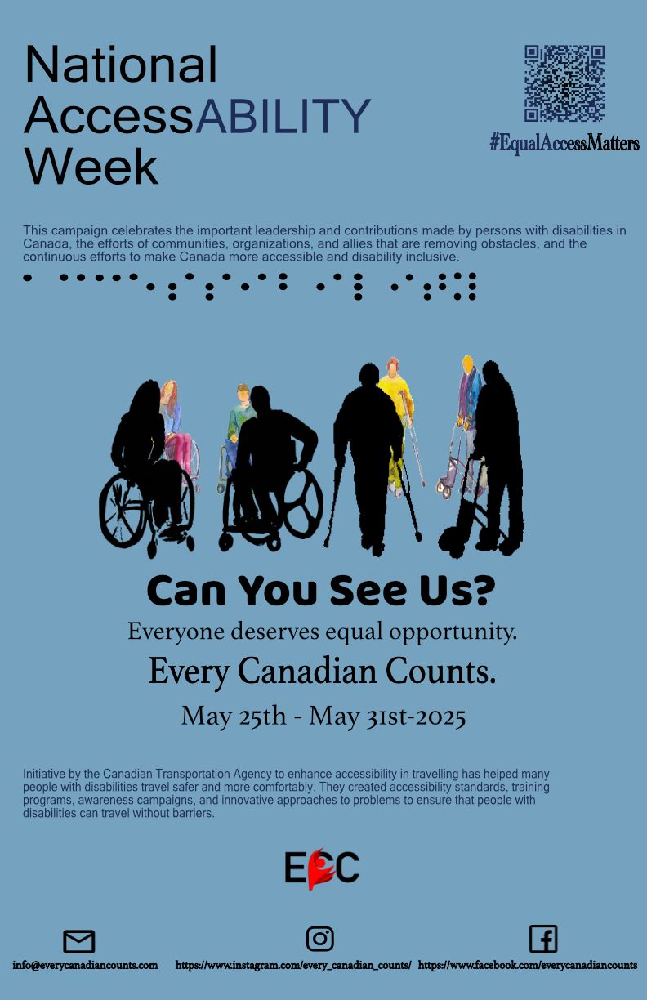 National
AccessABILITY
Week
#EqualAccessMatters
This campaign celebrates the important leadership and contributions made by persons with disabilities in
Canada, the efforts of communities, organizations, and allies that are removing obstacles, and the
continuous efforts to make Canada more accessible and disability inclusive.
Can You See Us?
Everyone deserves equal opportunity.
Every Canadian Counts.
May 25th - May 31st-2025
Initiative by the Canadian Transportation Agency to enhance accessibility in travelling has helped many
people with disabilities travel safer and more comfortably. They created accessibility standards, training
programs, awareness campaigns, and innovative approaches to problems to ensure that people with
disabilities can travel without barriers.
ECC
info@everycanadiancounts.com
https://www.instagram.com/every_canadian_counts/
https://www.facebook.com/everycanadiancounts